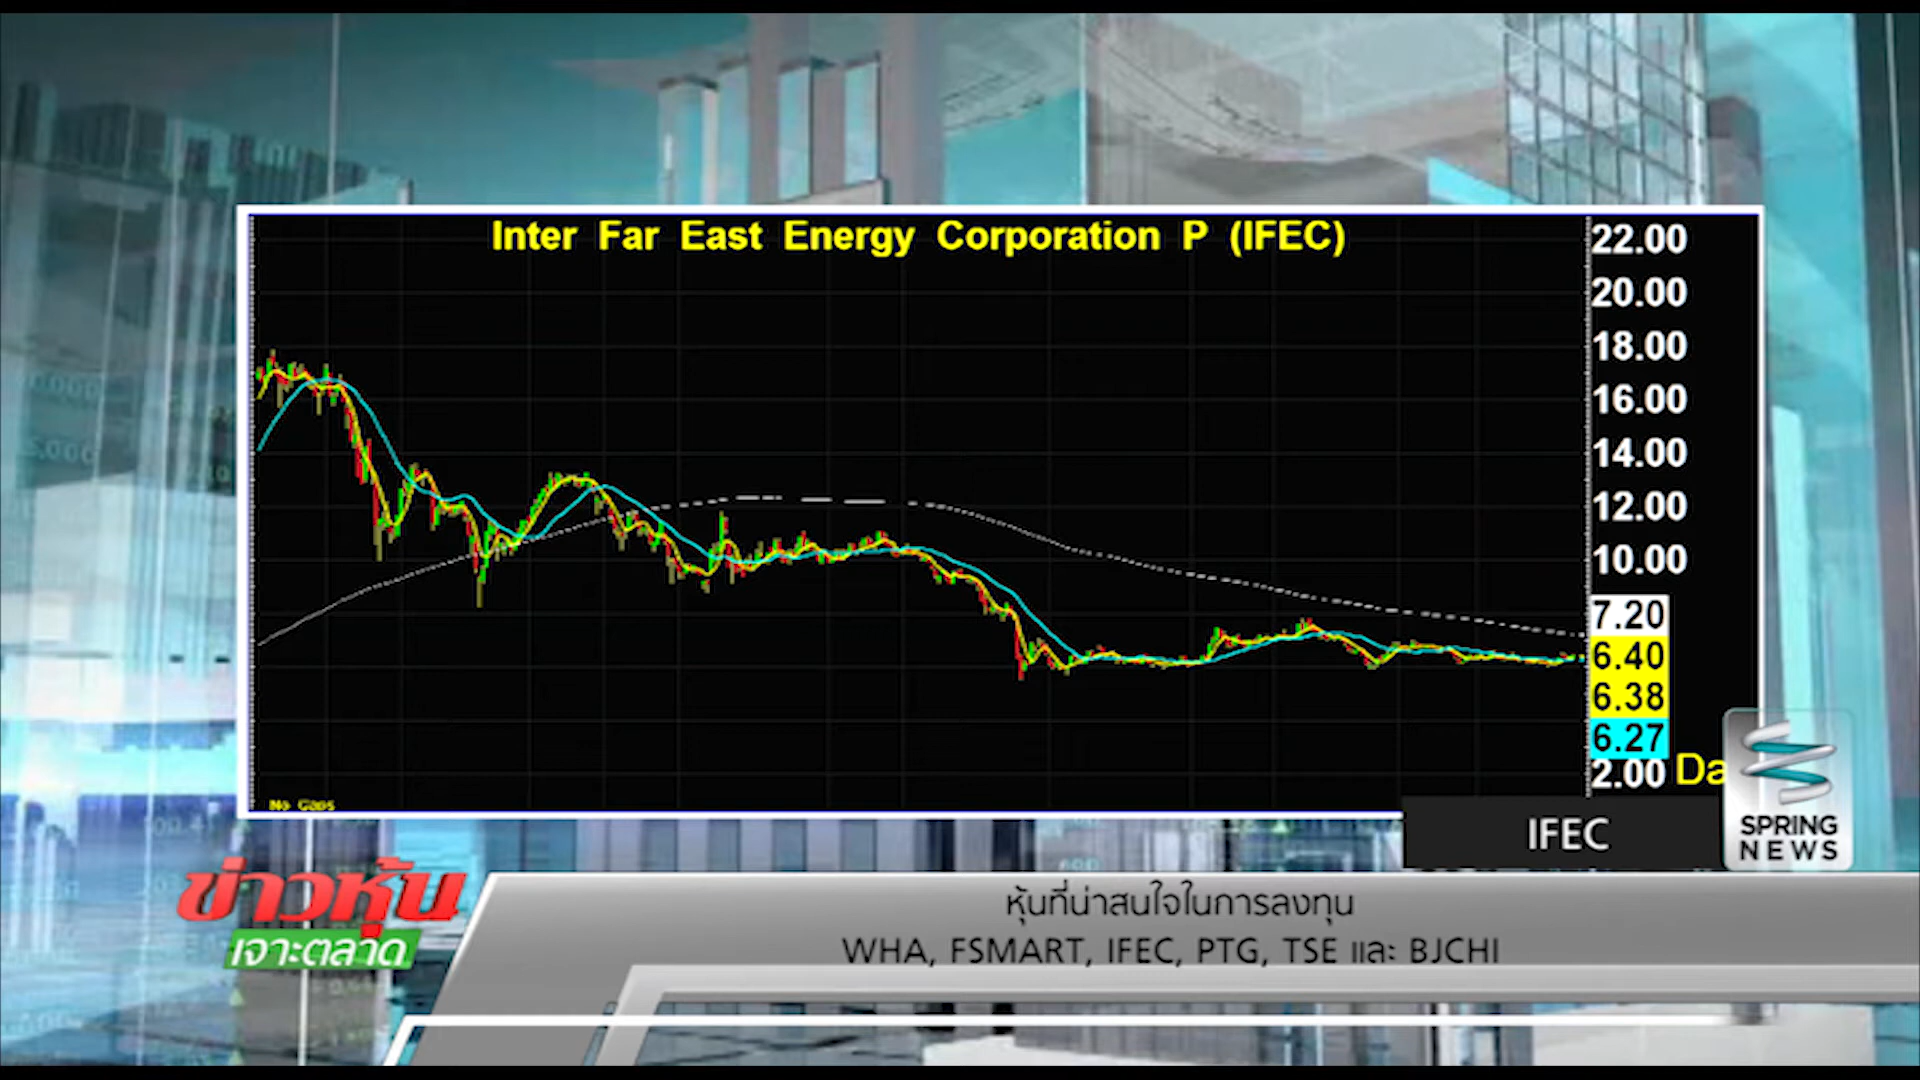 Inter Far East Energy Corporation P (IFEC)
22.00
20.00
18.00
16.00
14.00
12.00
10.00
7.20
6.40
6.38
6.27
2.00
Da
No Gaps
IFEC
SPRING
NEWS
ข่าวหุ้น
เจาะตลาด
หุ้นที่น่าสนใจในการลงทุน
WHA, FSMART, IFEC, PTG, TSE และ BJCHI